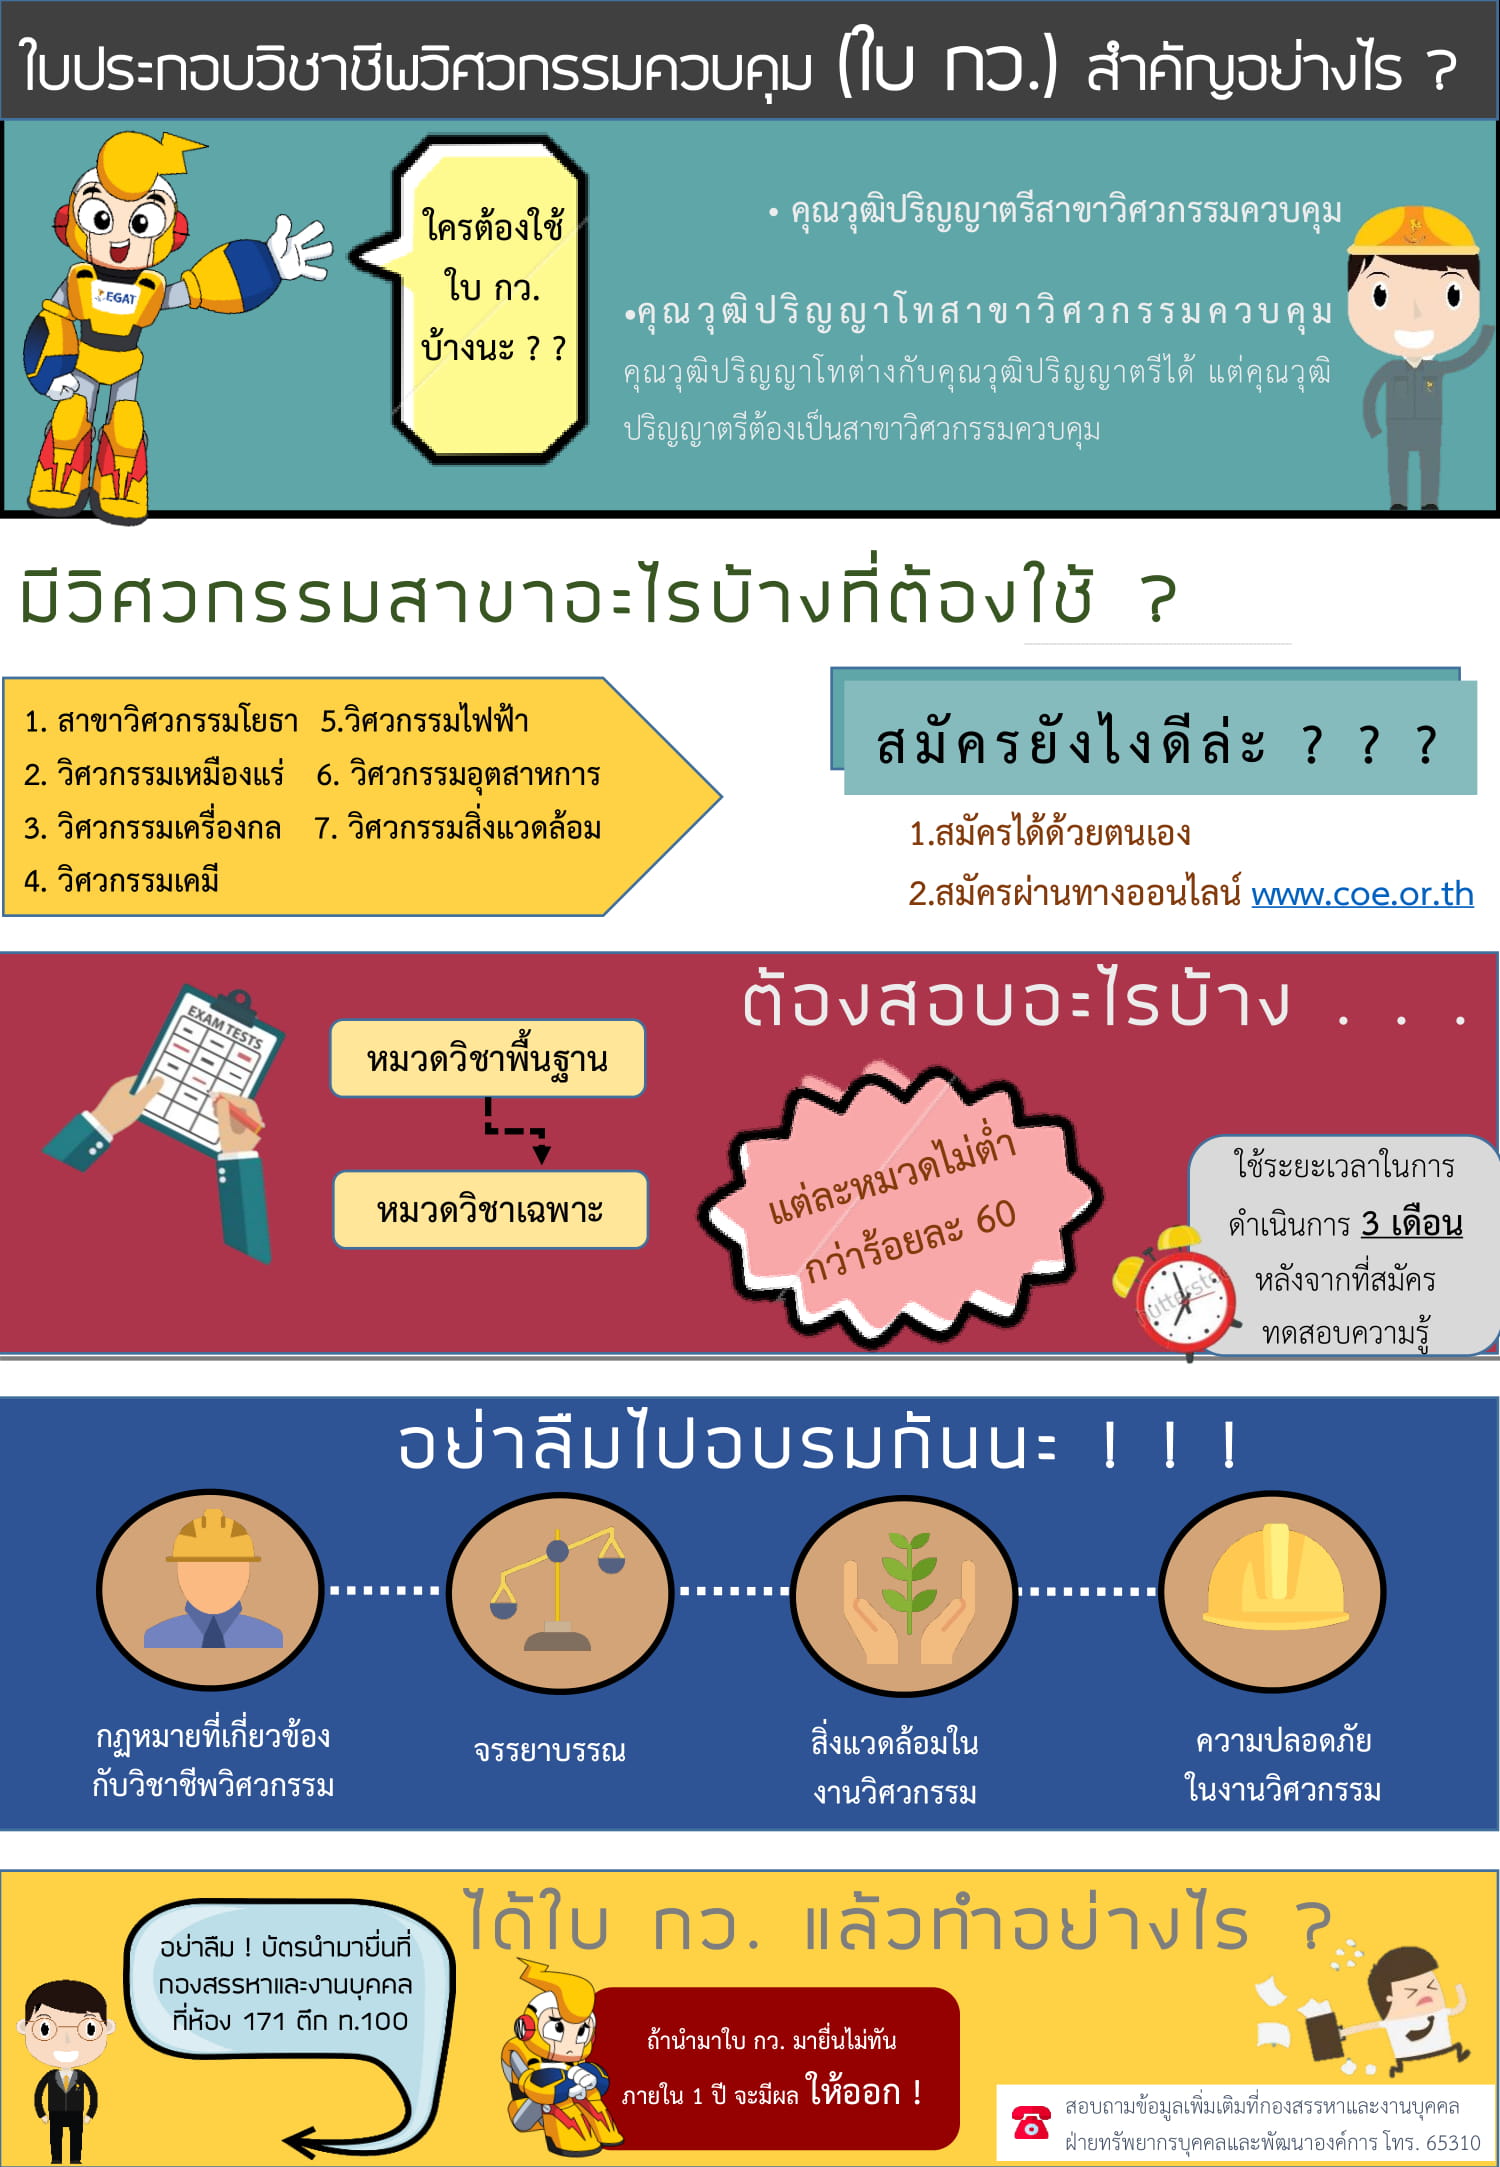 ใบประกอบวิชาชีพวิศวกรรมควบคุม (ใบ กว.) สำคัญอย่างไร ?
EGAT
ใครต้องใช้
ใบ กว.
บ้างนะ ? ?
• คุณวุฒิปริญญาตรีสาขาวิศวกรรมควบคุม
•คุณวุฒิปริญญาโทสาขาวิศวกรรมควบคุม
คุณวุฒิปริญญาโทต่างกับคุณวุฒิปริญญาตรีได้ แต่คุณวุฒิ
ปริญญาตรีต้องเป็นสาขาวิศวกรรมควบคุม
มีวิศวกรรมสาขาอะไรบ้างที่ต้องใช้ ?
1. สาขาวิศวกรรมโยธา 5.วิศวกรรมไฟฟ้า
2. วิศวกรรมเหมืองแร่ 6. วิศวกรรมอุตสาหการ
3. วิศวกรรมเครื่องกล 7. วิศวกรรมสิ่งแวดล้อม
4. วิศวกรรมเคมี
สมัครยังไงดีล่ะ ? ? ?
1.สมัครได้ด้วยตนเอง
2.สมัครผ่านทางออนไลน์ www.coe.or.th
ต้องสอบอะไรบ้าง . . .
EXAM TESTS
หมวดวิชาพื้นฐาน
หมวดวิชาเฉพาะ
แต่ละหมวดไม่ต่ำ
กว่าร้อยละ 60
ใช้ระยะเวลาในการ
ดำเนินการ 3 เดือน
หลังจากที่สมัคร
ทดสอบความรู้
อย่าลืมไปอบรมกันนะ ! ! !
กฏหมายที่เกี่ยวข้อง
กับวิชาชีพวิศวกรรม
จรรยาบรรณ
สิ่งแวดล้อมใน
งานวิศวกรรม
ความปลอดภัย
ในงานวิศวกรรม
ได้ใบ กว. แล้วทำอย่างไร ?
อย่าลืม ! บัตรนำมายื่นที่
กองสรรหาและงานบุคคล
ที่ห้อง 171 ตึก ท.100
ถ้านำมาใบ กว. มายื่นไม่ทัน
ภายใน 1 ปี จะมีผล ให้ออก !
สอบถามข้อมูลเพิ่มเติมที่กองสรรหาและงานบุคคล
ฝ่ายทรัพยากรบุคคลและพัฒนาองค์การ โทร. 65310